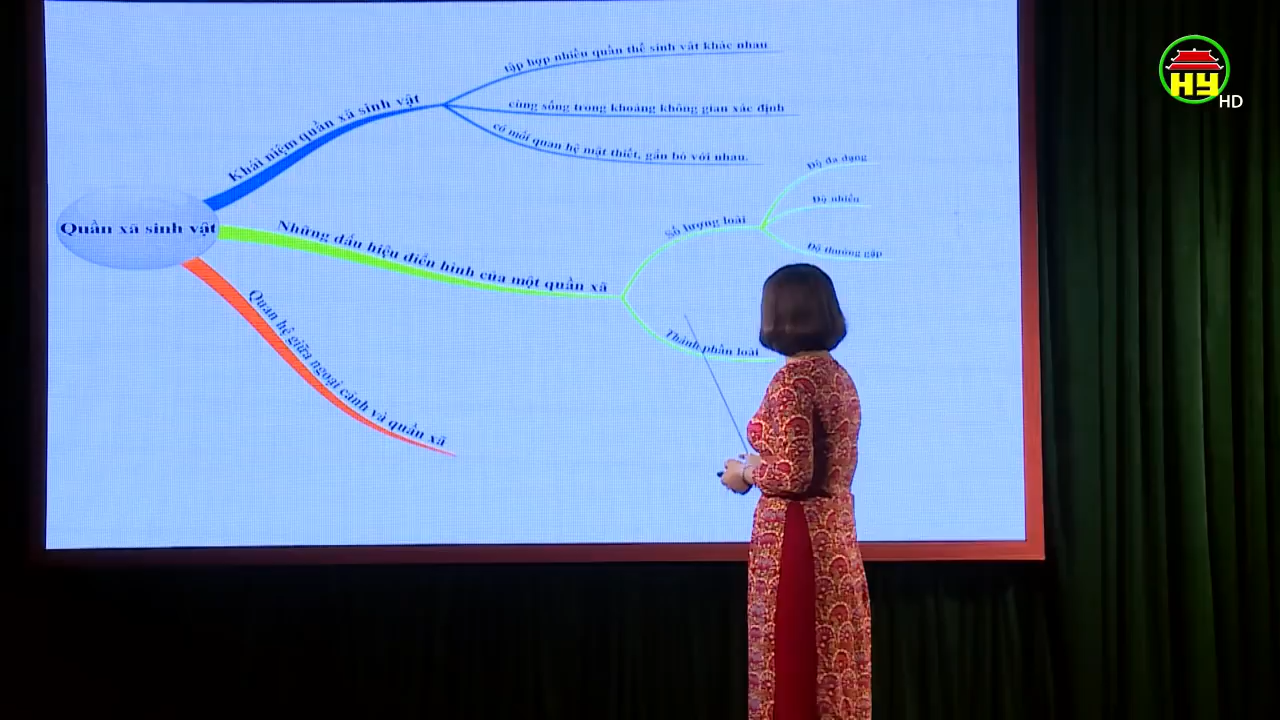 tập hợp nhiều quần thể sinh vật khác nhau
Khái niệm quần xã sinh vật
cùng sống trong khoảng không gian xác định
có mối quan hệ mật thiết, gắn bó với nhau.
Quần xã sinh vật
Những dấu hiệu điển hình của một quần xã
Số lượng loài
Độ đa dạng
Độ nhiều
Độ thường gặp
Thành phần loài
Quan hệ giữa ngoại cảnh và quần xã
HY
HD